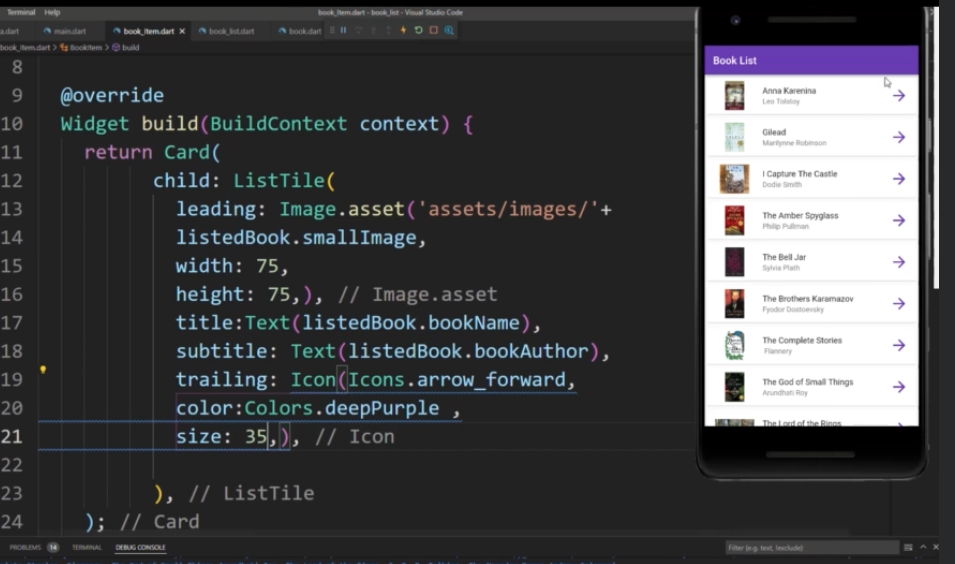 Terminal Help
book_item.dart - book_list - Visual Studio Code
a.dart main.dart book_item.dart book_list.dart book.dart
book_item.dart > BookItem > build
8
9 @override
10 Widget build(BuildContext context) {
11 return Card(
12 child: ListTile(
13 leading: Image.asset('assets/images/'+
14 listedBook.smallImage,
15 width: 75,
16 height: 75,), // Image.asset
17 title:Text(listedBook.bookName),
18 subtitle: Text(listedBook.bookAuthor),
19 trailing: Icon(Icons.arrow_forward,
20 color:Colors.deepPurple ,
21 size: 35,), // Icon
22
23 ), // ListTile
24 ); // Card
PROBLEMS 14 TERMINAL DEBUG CONSOLE
Filter (e.g. text, !exclude)
Book List
Anna Karenina
Leo Tolstoy
Gilead
Marilynne Robinson
I Capture The Castle
Dodie Smith
The Amber Spyglass
Philip Pullman
The Bell Jar
Sylvia Plath
The Brothers Karamazov
Fyodor Dostoevsky
The Complete Stories
Flannery
The God of Small Things
Arundhati Roy
The Lord of the Rings